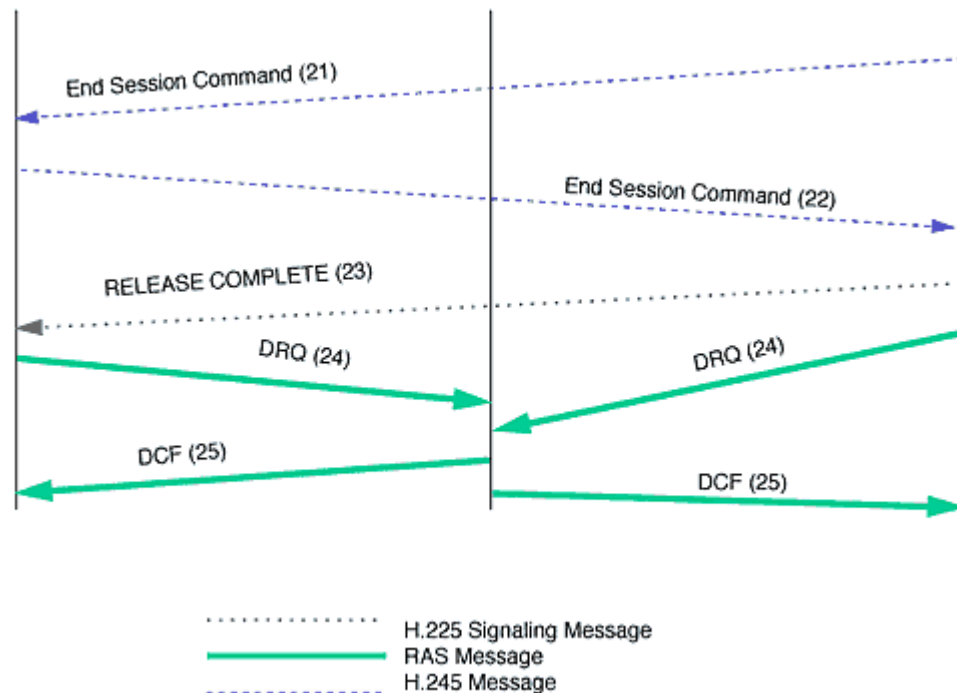 End Session Command (21)
End Session Command (22)
RELEASE COMPLETE (23)
DRQ (24)
DRQ (24)
DCF (25)
DCF (25)
H.225 Signaling Message
RAS Message
H.245 Message